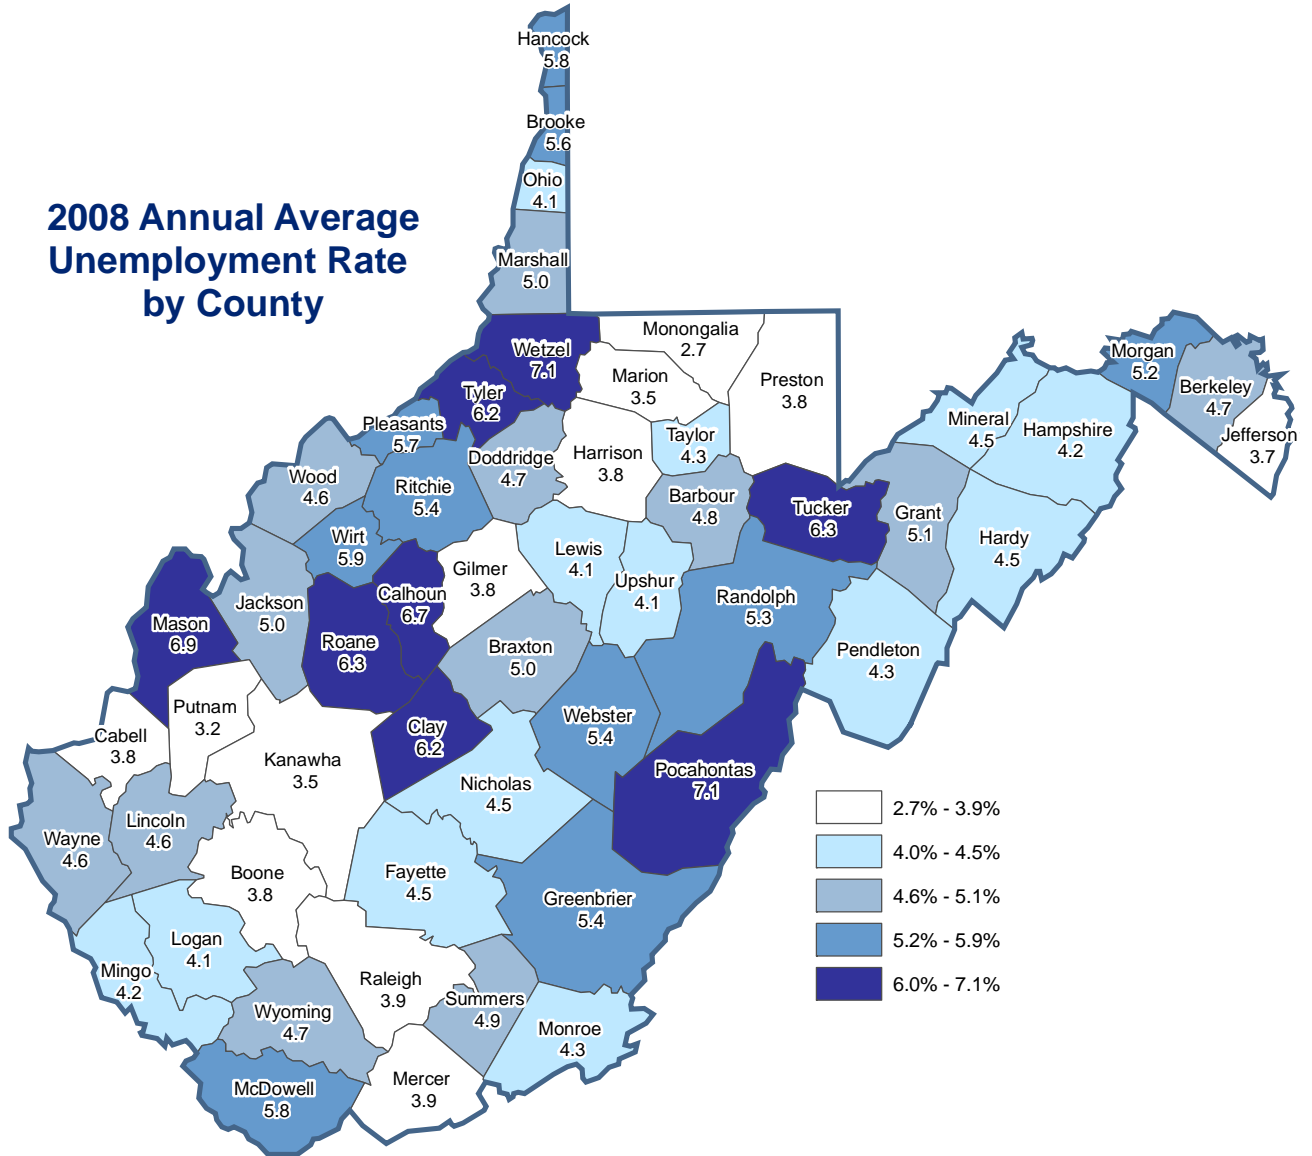 Hancock
5.8
Brooke
5.6
Ohio
4.1
2008 Annual Average
Unemployment Rate
by County
Marshall
5.0
Wetzel
7.1
Monongalia
2.7
Marion
3.5
Preston
3.8
Morgan
5.2
Berkeley
4.7
Jefferson
3.7
Tyler
6.2
Pleasants
5.7
Doddridge
4.7
Harrison
3.8
Taylor
4.3
Mineral
4.5
Hampshire
4.2
Wood
4.6
Ritchie
5.4
Barbour
4.8
Tucker
6.3
Grant
5.1
Hardy
4.5
Wirt
5.9
Lewis
4.1
Gilmer
3.8
Upshur
4.1
Calhoun
6.7
Randolph
5.3
Jackson
5.0
Mason
6.9
Roane
6.3
Braxton
5.0
Pendleton
4.3
Putnam
3.2
Cabell
3.8
Clay
6.2
Webster
5.4
Kanawha
3.5
Pocahontas
7.1
Nicholas
4.5
Wayne
4.6
Lincoln
4.6
Boone
3.8
Fayette
4.5
Greenbrier
5.4
Logan
4.1
Mingo
4.2
Raleigh
3.9
Summers
4.9
Wyoming
4.7
Monroe
4.3
McDowell
5.8
Mercer
3.9
2.7% - 3.9%
4.0% - 4.5%
4.6% - 5.1%
5.2% - 5.9%
6.0% - 7.1%